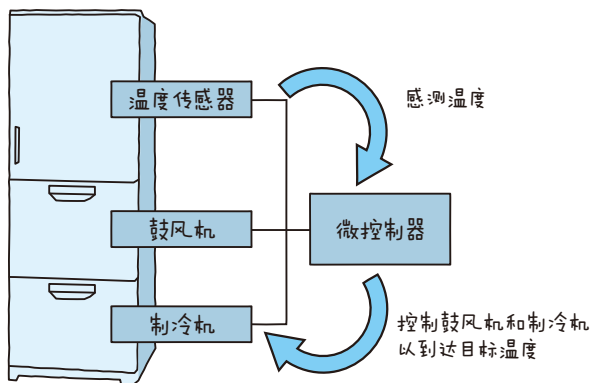 温度传感器
感测温度
鼓风机
微控制器
制冷机
控制鼓风机和制冷机
以到达目标温度